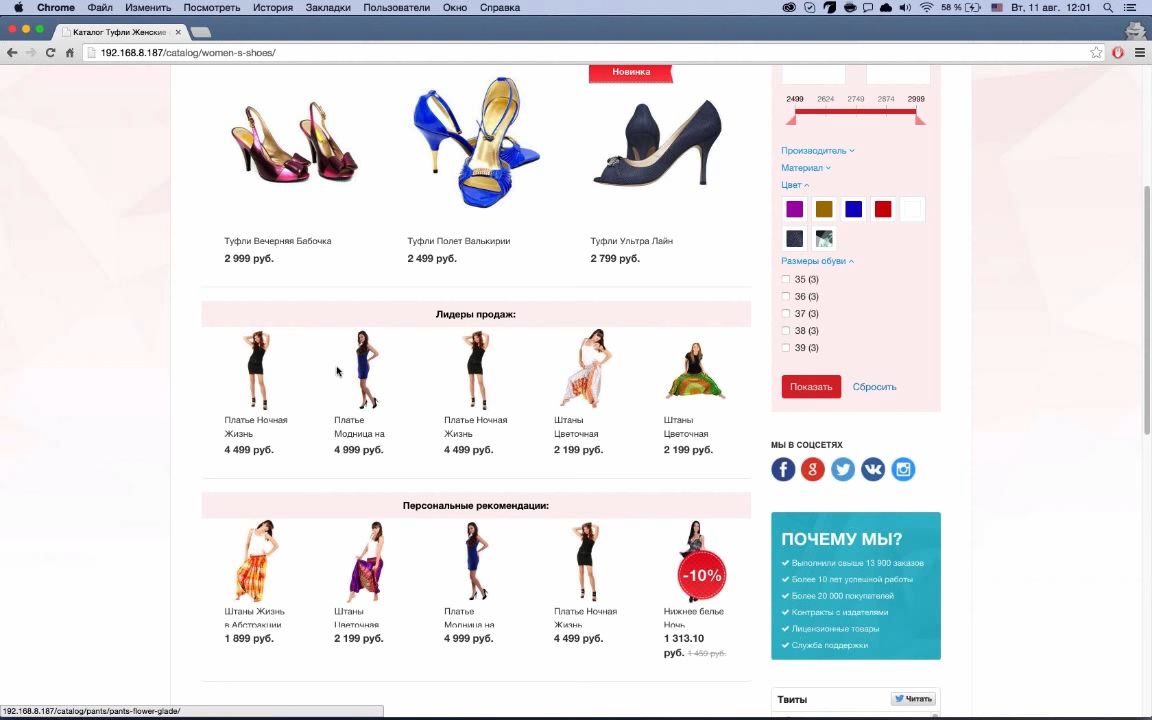 Chrome Файл Изменить Посмотреть История Закладки Пользователи Окно Справка 58 % Вт, 11 авг. 12:01
Каталог Туфли Женские
192.168.8.187/catalog/women-s-shoes/
Новинка
2499 2624 2749 2874 2999
Производитель
Материал
Цвет
Туфли Вечерняя Бабочка Туфли Полет Валькирии Туфли Ультра Лайн
2 999 руб. 2 499 руб. 2 799 руб.
Размеры обуви
35 (3)
36 (3)
37 (3)
38 (3)
39 (3)
Показать Сбросить
Лидеры продаж:
Платье Ночная Жизнь
4 499 руб.
Платье Модница на
4 999 руб.
Платье Ночная Жизнь
4 499 руб.
Штаны Цветочная
2 199 руб.
Штаны Цветочная
2 199 руб.
МЫ В СОЦСЕТЯХ
Персональные рекомендации:
-10%
Штаны Жизнь
в Абстракции
1 899 руб.
Штаны
Цветочная
2 199 руб.
Платье
Модница на
4 999 руб.
Платье Ночная
Жизнь
4 499 руб.
Нижнее белье
Ночь
1 313.10
руб. 1 459 руб.
ПОЧЕМУ МЫ?
Выполнили свыше 13 900 заказов
Более 10 лет успешной работы
Более 20 000 покупателей
Контракты с издателями
Лицензионные товары
Служба поддержки
Твиты Читать
192.168.8.187/catalog/pants/pants-flower-glade/